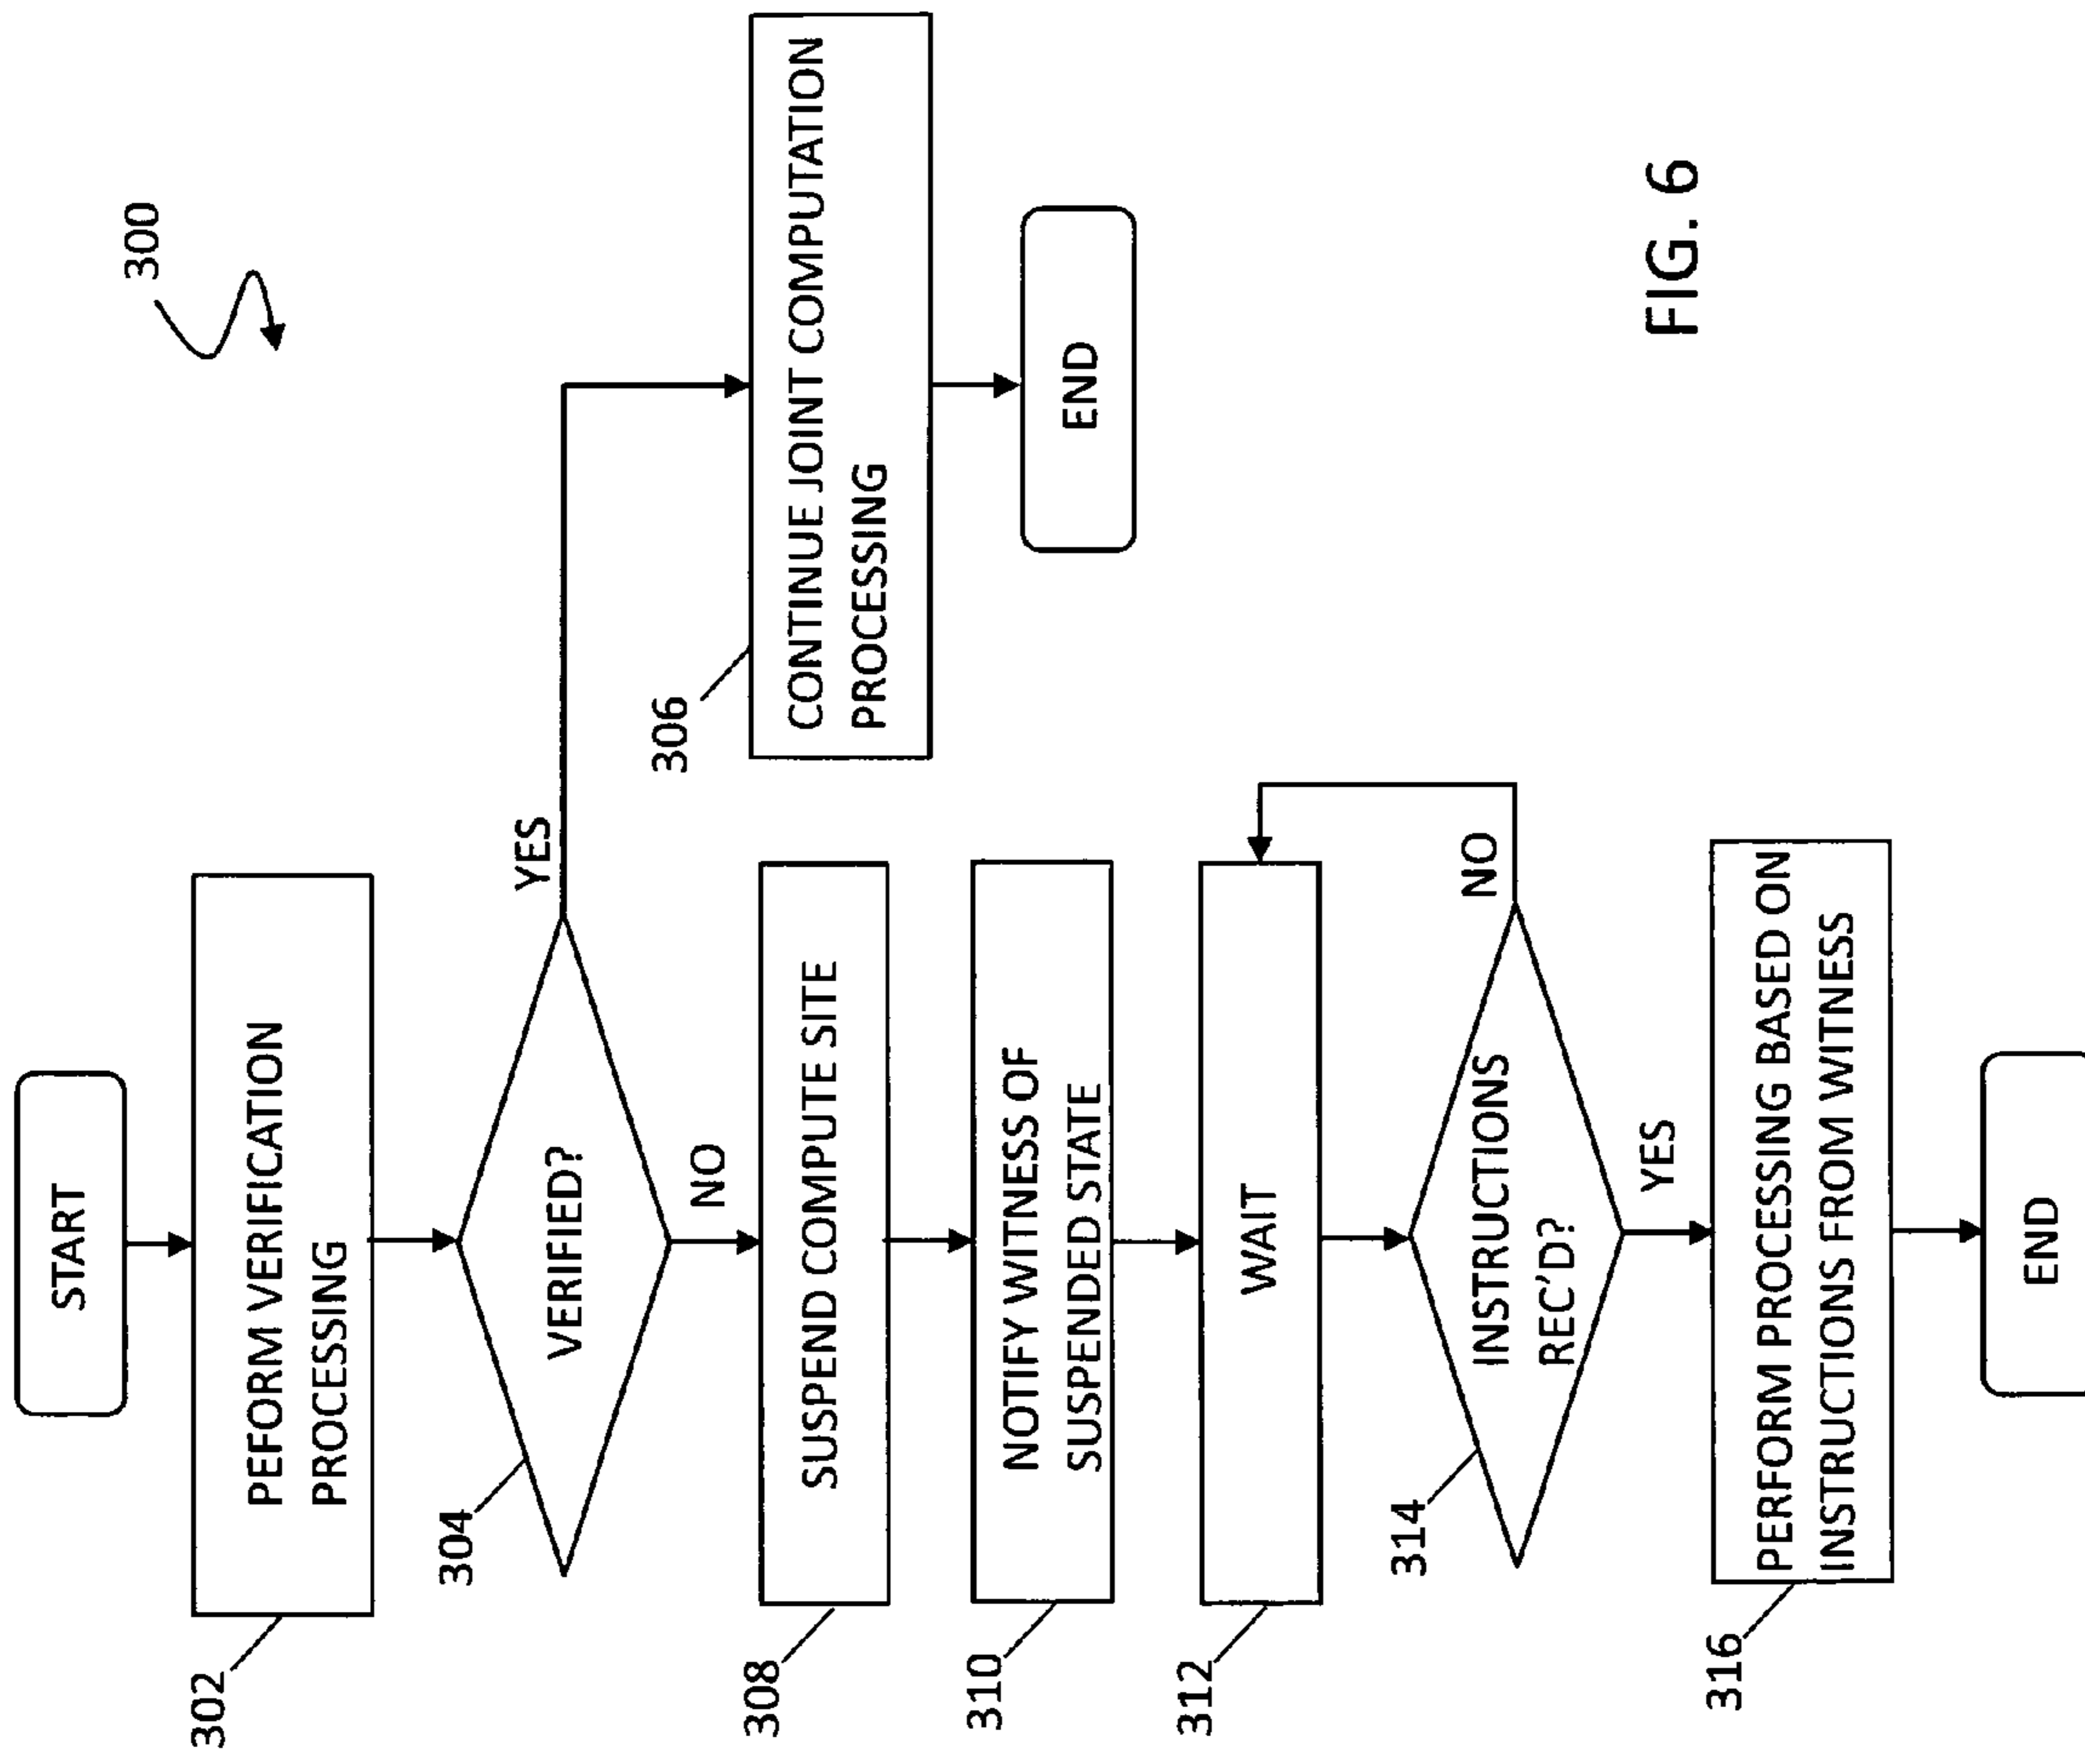 300
START
302
PEFORM VERIFICATION
PROCESSING
304
VERIFIED?
YES
NO
306
CONTINUE JOINT COMPUTATION
PROCESSING
END
308
SUSPEND COMPUTE SITE
310
NOTIFY WITNESS OF
SUSPENDED STATE
312
WAIT
314
INSTRUCTIONS
REC'D?
NO
YES
316
PERFORM PROCESSING BASED ON
INSTRUCTIONS FROM WITNESS
END
FIG. 6